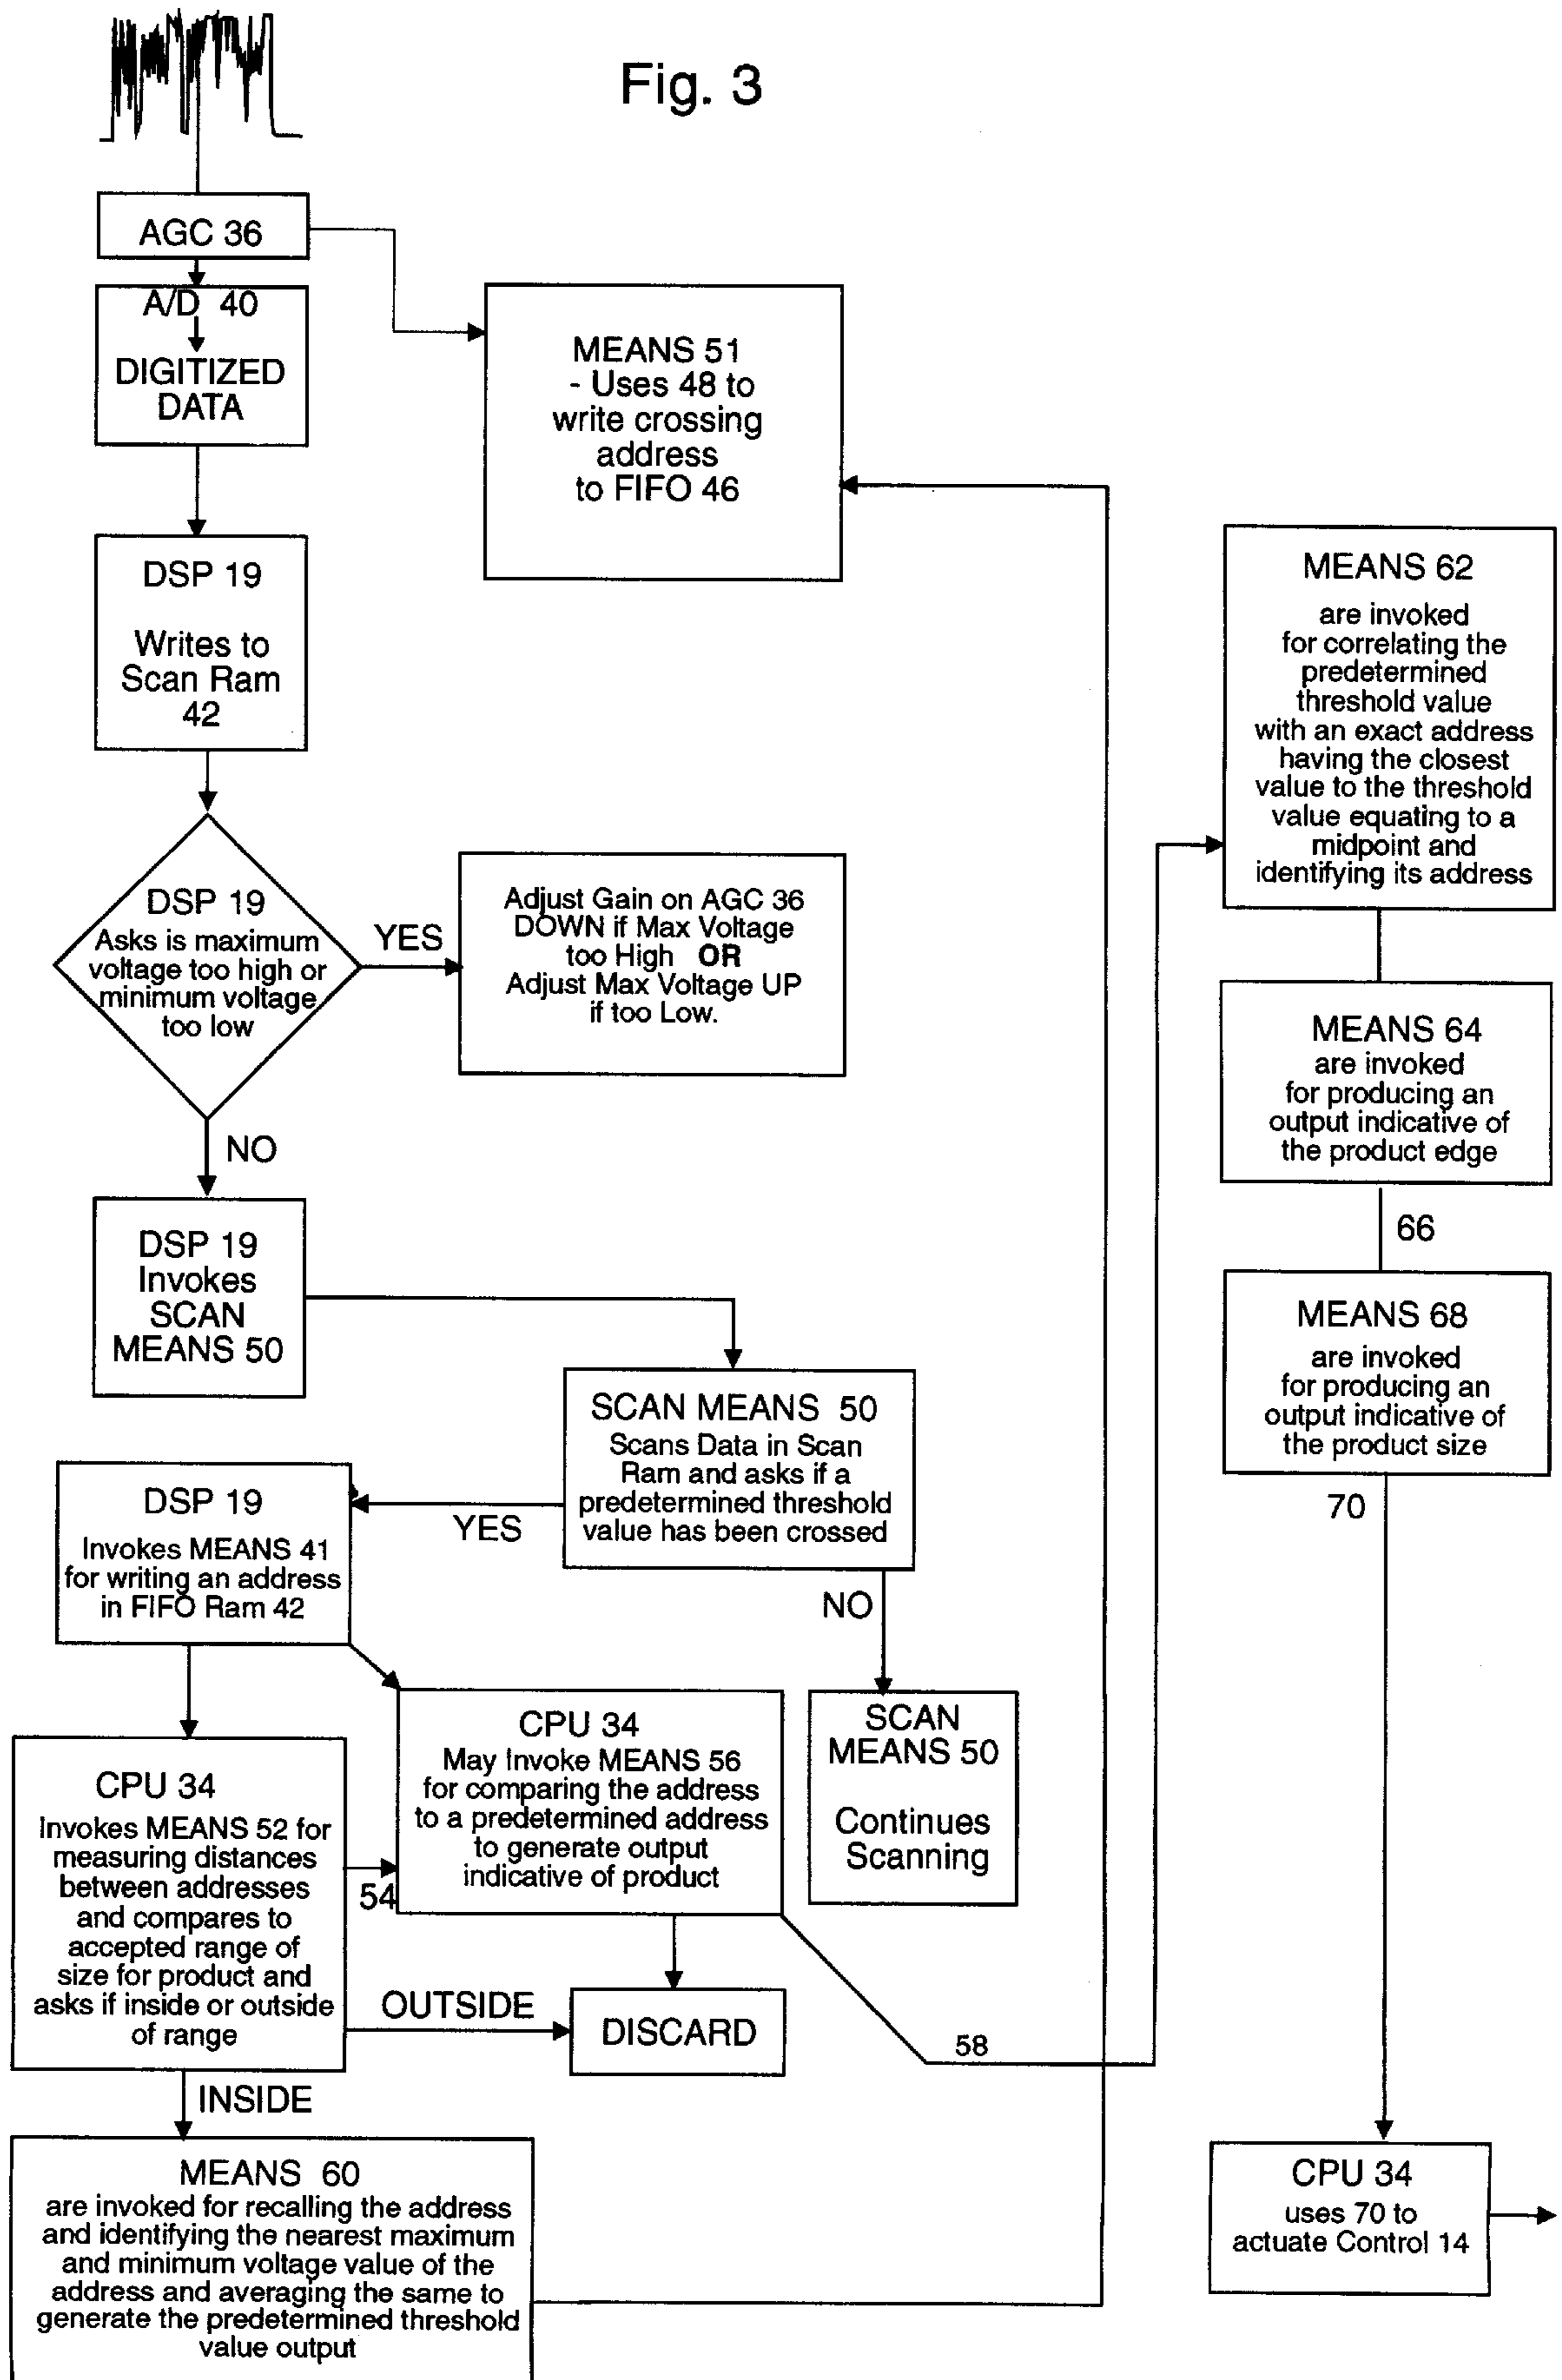 Fig. 3
AGC 36
A/D 40
DIGITIZED
DATA
MEANS 51
- Uses 48 to
write crossing
address
to FIFO 46
DSP 19
Writes to
Scan Ram
42
DSP 19
Asks is maximum
voltage too high or
minimum voltage
too low
YES
Adjust Gain on AGC 36
DOWN if Max Voltage
too High OR
Adjust Max Voltage UP
if too Low.
NO
DSP 19
Invokes
SCAN
MEANS 50
SCAN MEANS 50
Scans Data in Scan
Ram and asks if a
predetermined threshold
value has been crossed
YES
NO
DSP 19
Invokes MEANS 41
for writing an address
in FIFO Ram 42
SCAN
MEANS 50
Continues
Scanning
CPU 34
May Invoke MEANS 56
for comparing the address
to a predetermined address
to generate output
indicative of product
CPU 34
Invokes MEANS 52 for
measuring distances
between addresses
and compares to
accepted range of
size for product and
asks if inside or outside
of range
54
OUTSIDE
DISCARD
58
INSIDE
MEANS 60
are invoked for recalling the address
and identifying the nearest maximum
and minimum voltage value of the
address and averaging the same to
generate the predetermined threshold
value output
MEANS 62
are invoked
for correlating the
predetermined
threshold value
with an exact address
having the closest
value to the threshold
value equating to a
midpoint and
identifying its address
MEANS 64
are invoked
for producing an
output indicative of
the product edge
66
MEANS 68
are invoked
for producing an
output indicative of
the product size
70
CPU 34
uses 70 to
actuate Control 14